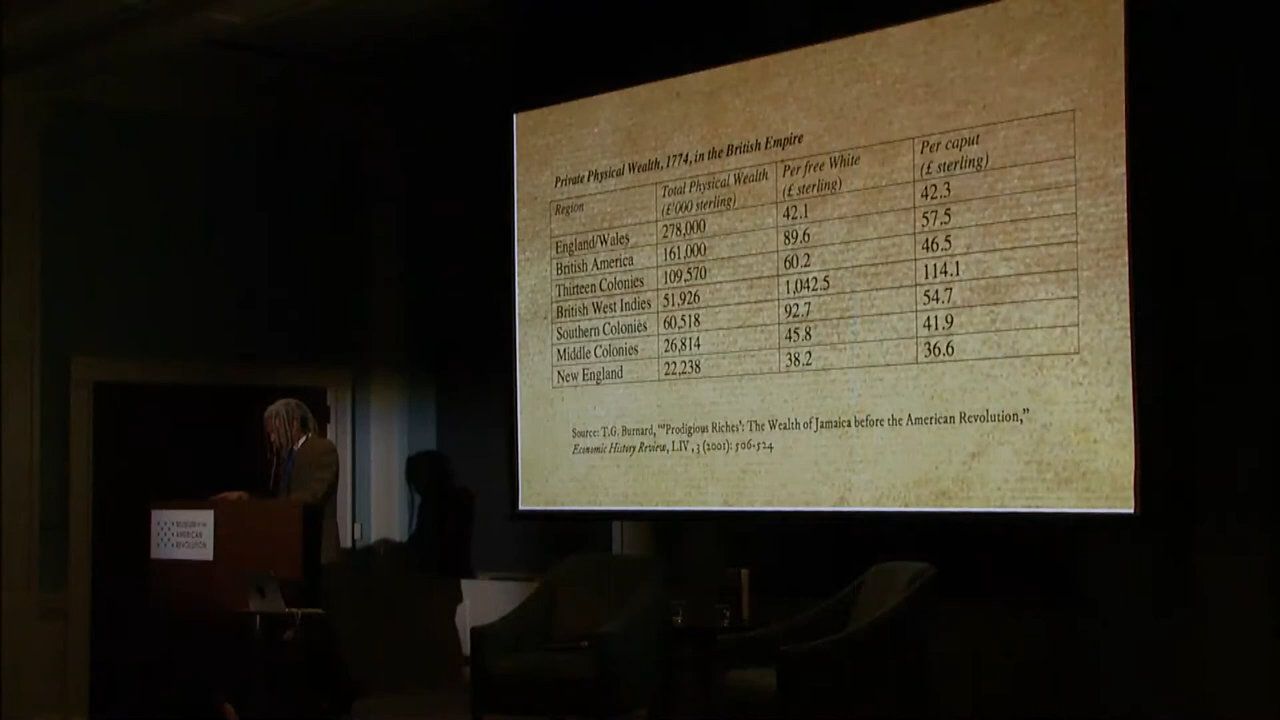 Private Physical Wealth, 1774, in the British Empire
Region Total Physical Wealth (£'000 sterling) Per free White (£ sterling) Per caput (£ sterling)
England/Wales 278,000 42.1 42.3
British America 161,000 89.6 57.5
Thirteen Colonies 109,570 60.2 46.5
British West Indies 51,926 1,042.5 114.1
Southern Colonies 60,518 92.7 54.7
Middle Colonies 26,814 45.8 41.9
New England 22,238 38.2 36.6
Source: T.G. Burnard, "'Prodigious Riches': The Wealth of Jamaica before the American Revolution,"
Economic History Review, LIV, 3 (2001): 506-524
MUSEUM OF THE
AMERICAN
REVOLUTION